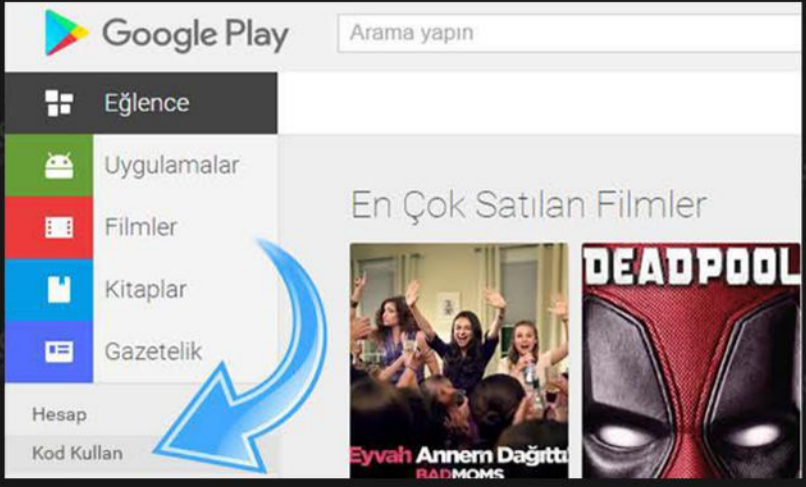 Google Play
Arama yapın
Eğlence
Uygulamalar
Filmler
Kitaplar
Gazetelik
Hesap
Kod Kullan
En Çok Satılan Filmler
Eyvah Annem Dağıttı
BAD MOMS
DEADPOOL